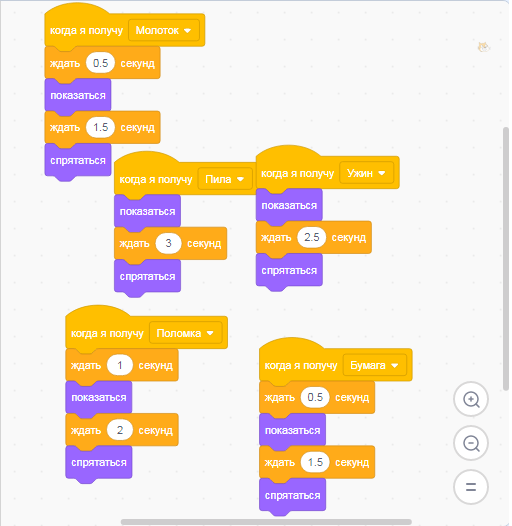 когда я получу Молоток
ждать 0.5 секунд
показаться
ждать 1.5 секунд
спрятаться
когда я получу Пила
показаться
ждать 3 секунд
спрятаться
когда я получу Ужин
показаться
ждать 2.5 секунд
спрятаться
когда я получу Поломка
ждать 1 секунд
показаться
ждать 2 секунд
спрятаться
когда я получу Бумага
ждать 0.5 секунд
показаться
ждать 1.5 секунд
спрятаться